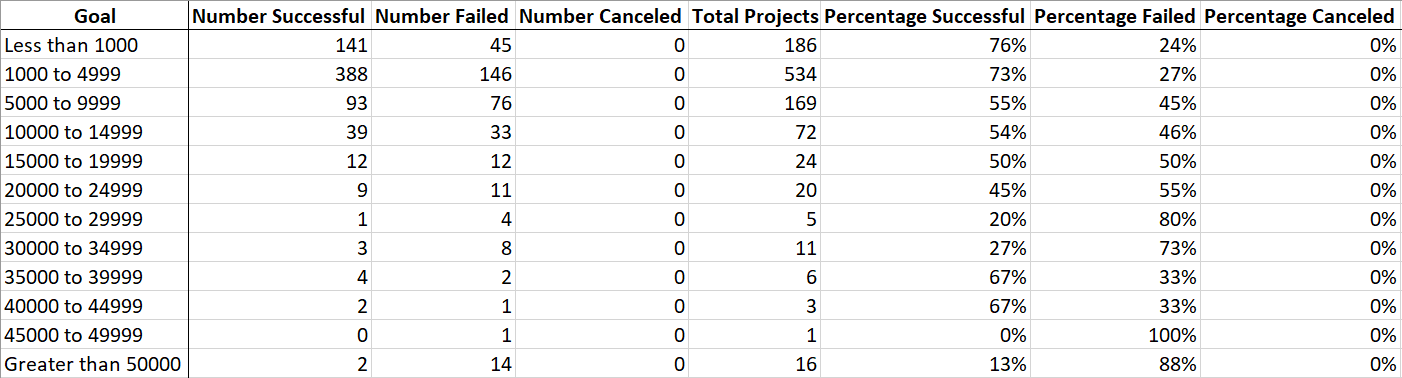 Goal Number Successful Number Failed Number Canceled Total Projects Percentage Successful Percentage Failed Percentage Canceled
Less than 1000 141 45 0 186 76% 24% 0%
1000 to 4999 388 146 0 534 73% 27% 0%
5000 to 9999 93 76 0 169 55% 45% 0%
10000 to 14999 39 33 0 72 54% 46% 0%
15000 to 19999 12 12 0 24 50% 50% 0%
20000 to 24999 9 11 0 20 45% 55% 0%
25000 to 29999 1 4 0 5 20% 80% 0%
30000 to 34999 3 8 0 11 27% 73% 0%
35000 to 39999 4 2 0 6 67% 33% 0%
40000 to 44999 2 1 0 3 67% 33% 0%
45000 to 49999 0 1 0 1 0% 100% 0%
Greater than 50000 2 14 0 16 13% 88% 0%